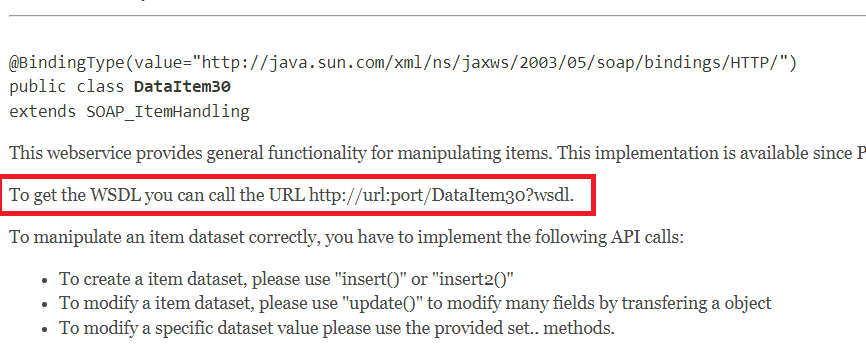 @BindingType(value="http://java.sun.com/xml/ns/jaxws/2003/05/soap/bindings/HTTP/")
public class DataItem30
extends SOAP_ItemHandling
This webservice provides general functionality for manipulating items. This implementation is available since P
To get the WSDL you can call the URL http://url:port/DataItem30?wsdl.
To manipulate an item dataset correctly, you have to implement the following API calls:
• To create a item dataset, please use "insert()" or "insert2()"
• To modify a item dataset, please use "update()" to modify many fields by transfering a object
• To modify a specific dataset value please use the provided set.. methods.